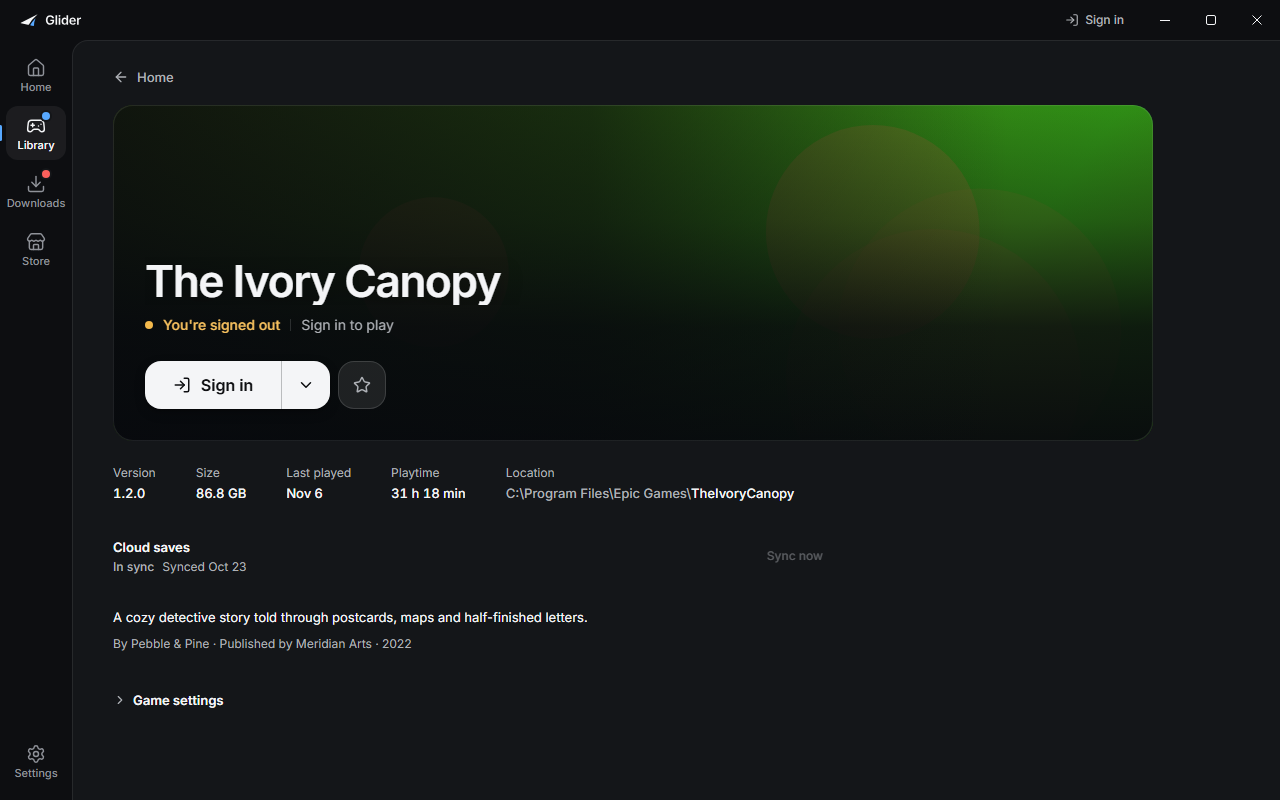 Glider
Sign in
Home
Library
Downloads
Store
Settings
Home
The Ivory Canopy
You're signed out
Sign in to play
Sign in
Version
1.2.0
Size
86.8 GB
Last played
Nov 6
Playtime
31 h 18 min
Location
C:\Program Files\Epic Games\TheIvoryCanopy
Cloud saves
In sync Synced Oct 23
Sync now
A cozy detective story told through postcards, maps and half-finished letters.
By Pebble & Pine · Published by Meridian Arts · 2022
Game settings